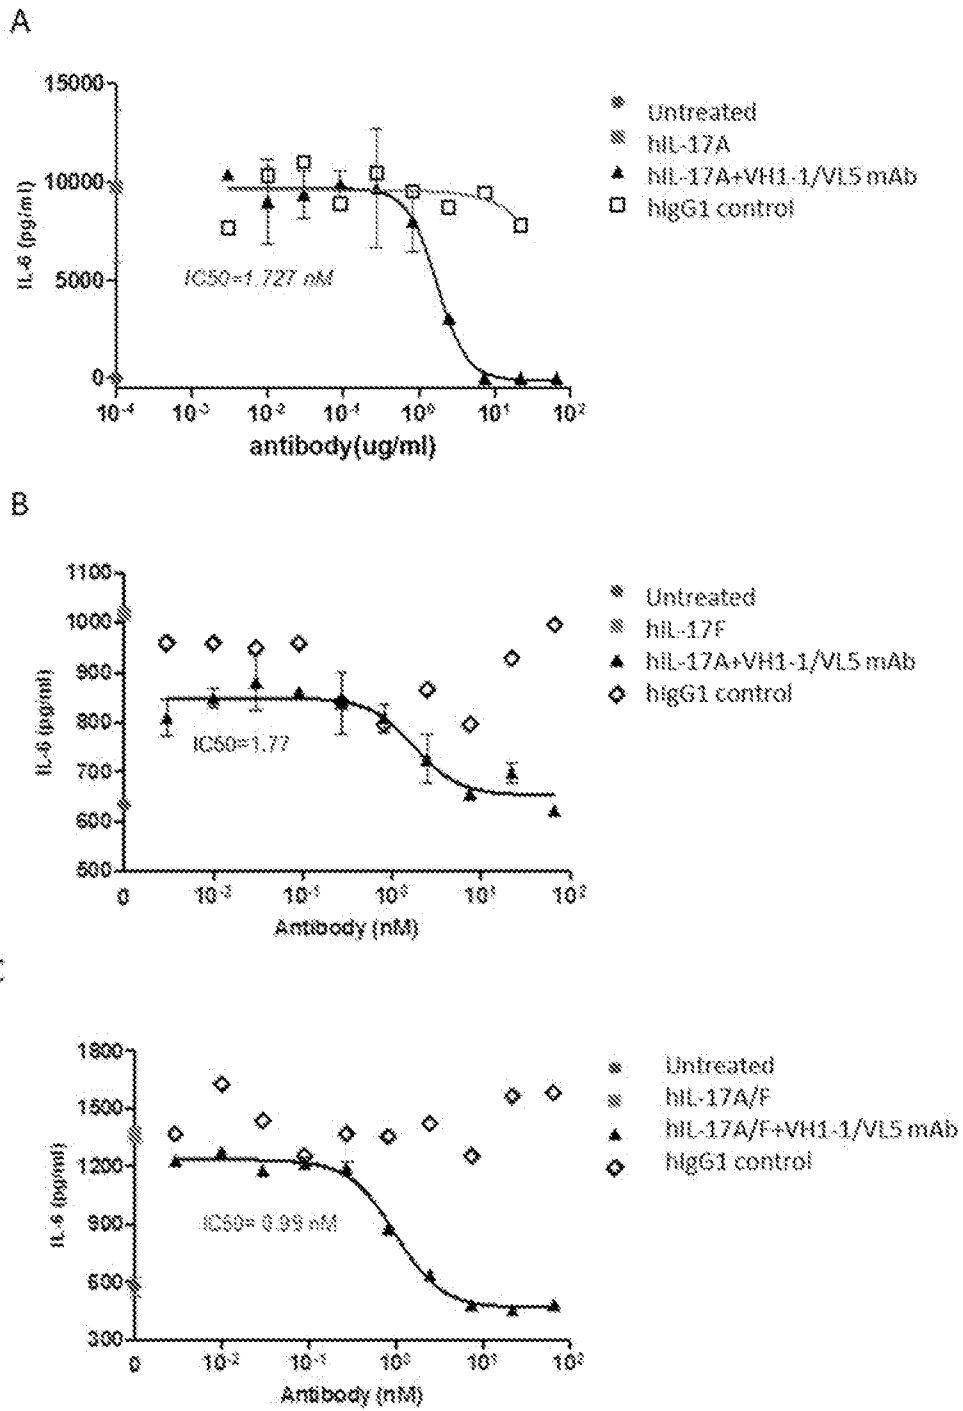 A
15000
10000
5000
0
IL-6 (pg/ml)
IC50=1.727 nM
10-4 10-3 10-2 10-1 100 101 102
antibody(ug/ml)
Untreated
hIL-17A
hIL-17A+VH1-1/VL5 mAb
hIgG1 control
B
1100
1000
900
800
700
600
500
IL-6 (pg/ml)
IC50=1.77
0 10-2 10-1 100 101 102
Antibody (nM)
Untreated
hIL-17F
hIL-17A+VH1-1/VL5 mAb
hIgG1 control
C
1800
1500
1200
900
600
300
IL-6 (pg/ml)
IC50= 0.99 nM
0 10-2 10-1 100 101 102
Antibody (nM)
Untreated
hIL-17A/F
hIL-17A/F+VH1-1/VL5 mAb
hIgG1 control